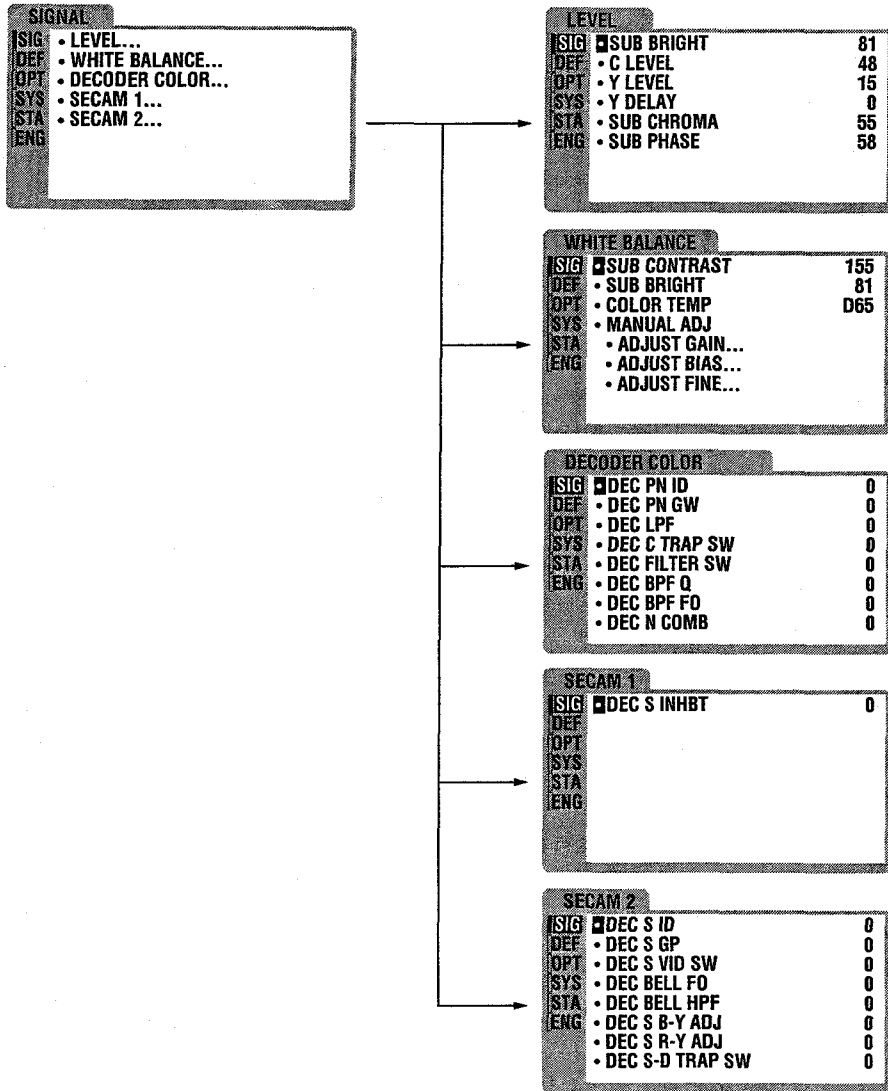 SIGNAL
SIG • LEVEL...
DEF • WHITE BALANCE...
OPT • DECODER COLOR...
SYS • SECAM 1...
STA • SECAM 2...
ENG
LEVEL
SIG • SUB BRIGHT 81
DEF • C LEVEL 48
OPT • Y LEVEL 15
SYS • Y DELAY 0
STA • SUB CHROMA 55
ENG • SUB PHASE 58
WHITE BALANCE
SIG • SUB CONTRAST 155
DEF • SUB BRIGHT 81
OPT • COLOR TEMP D65
SYS • MANUAL ADJ
STA • ADJUST GAIN...
ENG • ADJUST BIAS...
• ADJUST FINE...
DECODER COLOR
SIG • DEC PN ID 0
DEF • DEC PN GW 0
OPT • DEC LPF 0
SYS • DEC C TRAP SW 0
STA • DEC FILTER SW 0
ENG • DEC BPF Q 0
• DEC BPF FO 0
• DEC N COMB 0
SECAM 1
SIG • DEC S INHBT 0
DEF
OPT
SYS
STA
ENG
SECAM 2
SIG • DEC S ID 0
DEF • DEC S GP 0
OPT • DEC S VID SW 0
SYS • DEC BELL FO 0
STA • DEC BELL HPF 0
ENG • DEC S B-Y ADJ 0
• DEC S R-Y ADJ 0
• DEC S-D TRAP SW 0